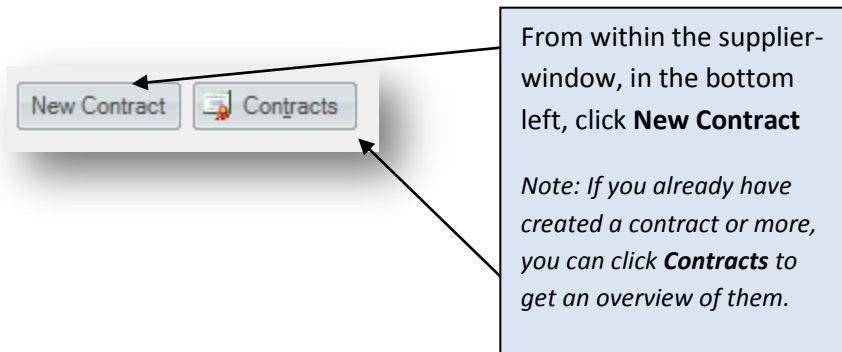 New Contract
Contracts
From within the supplier-
window, in the bottom
left, click New Contract
Note: If you already have
created a contract or more,
you can click Contracts to
get an overview of them.